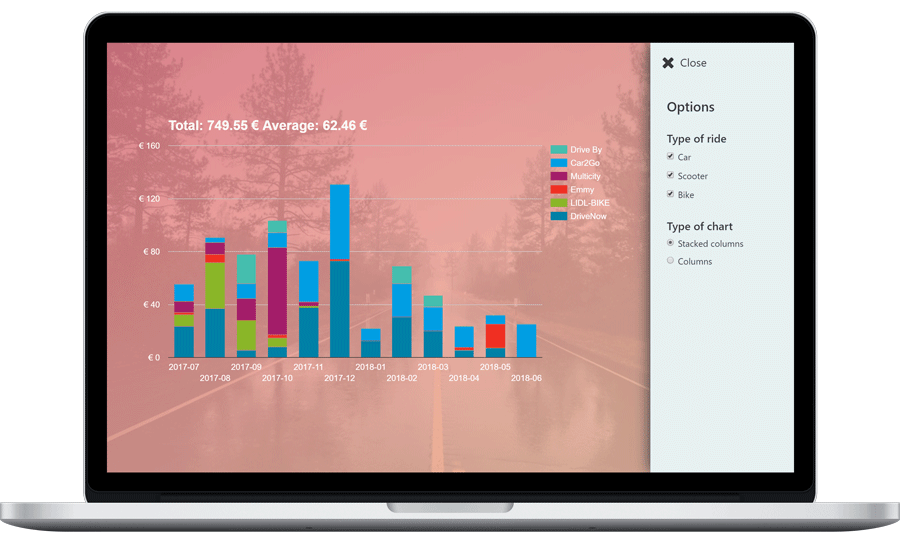 Total: 749.55 € Average: 62.46 €
€ 160
€ 120
€ 80
€ 40
€ 0
2017-07
2017-08
2017-09
2017-10
2017-11
2017-12
2018-01
2018-02
2018-03
2018-04
2018-05
2018-06
Drive By
Car2Go
Multicity
Emmy
LIDL-BIKE
DriveNow
Close
Options
Type of ride
Car
Scooter
Bike
Type of chart
Stacked columns
Columns